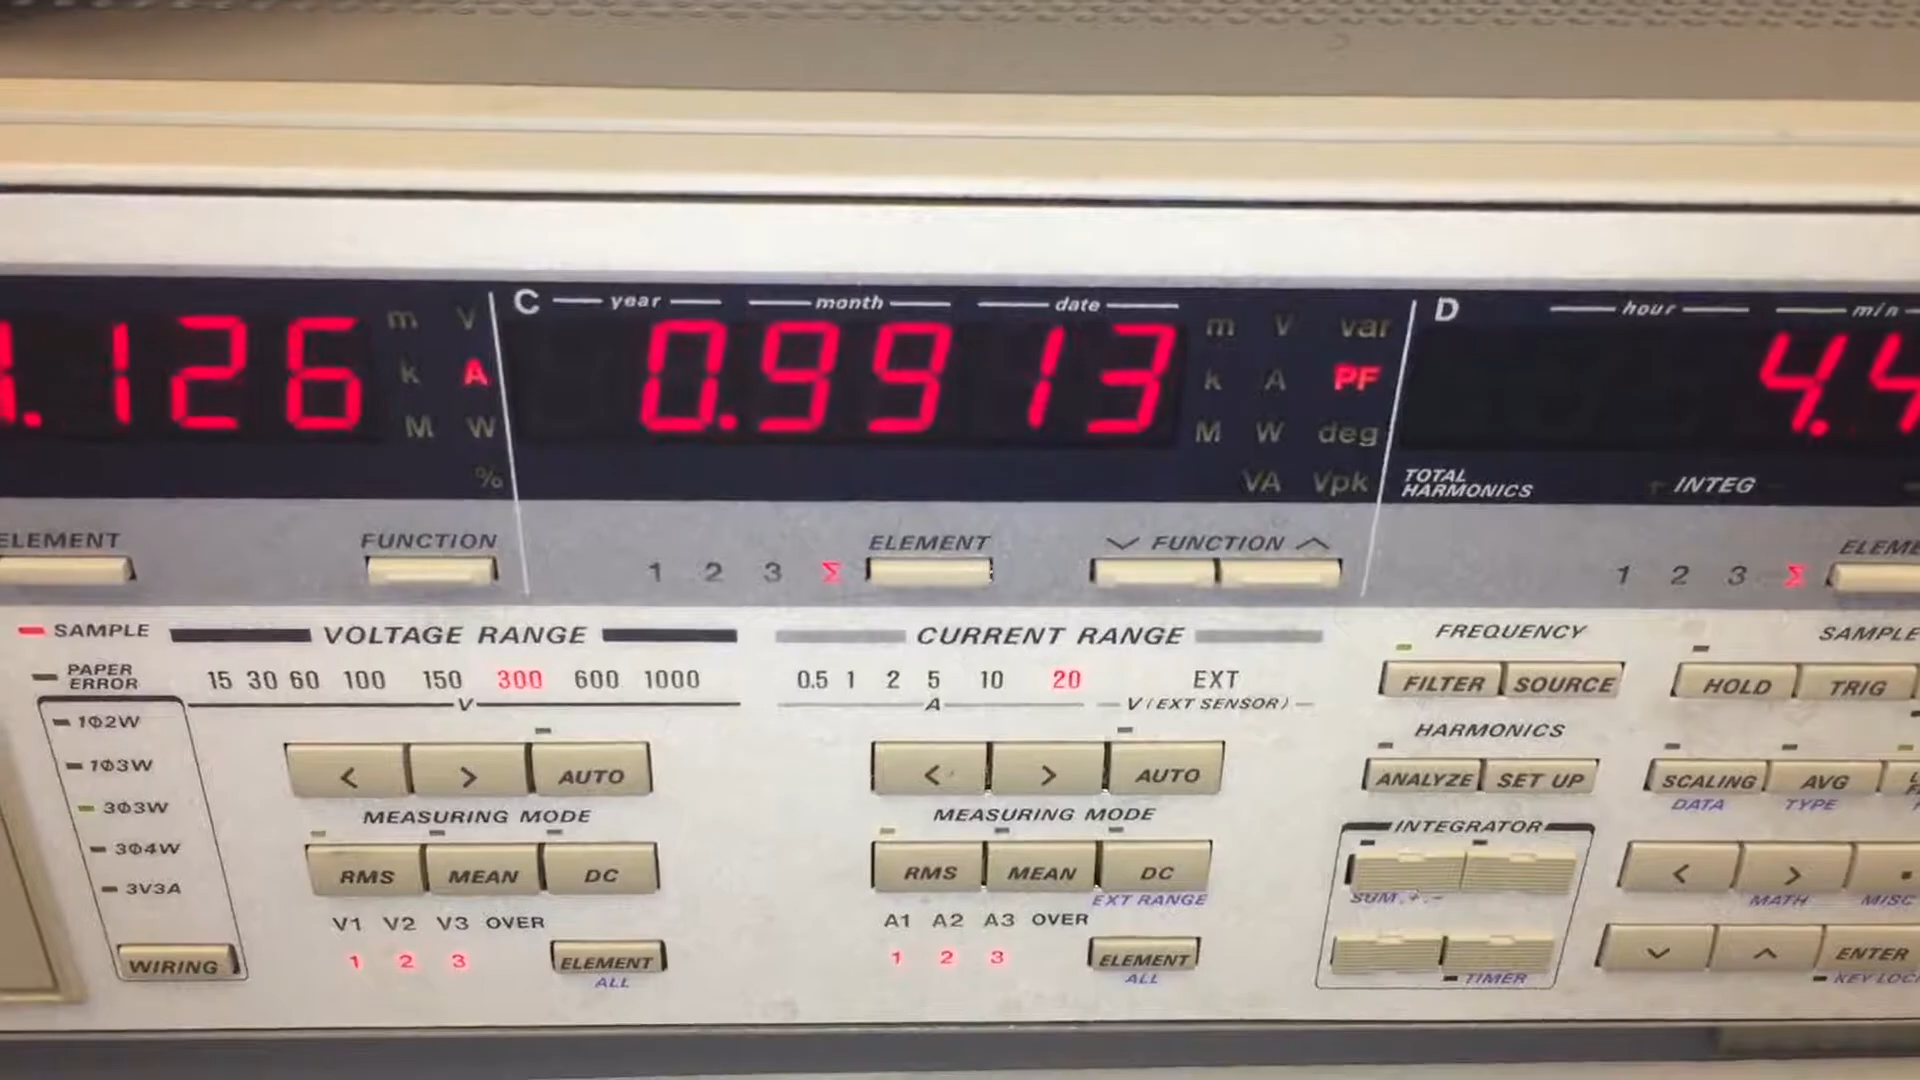 C year month date D hour min
.126 m V k A M W %
0.9913 m V var k A PF M W deg VA Vpk
4.4
TOTAL HARMONICS INTEG
ELEMENT FUNCTION
1 2 3 Σ ELEMENT FUNCTION
1 2 3 Σ
SAMPLE
PAPER ERROR
1Φ2W
1Φ3W
3Φ3W
3Φ4W
3V3A
WIRING
VOLTAGE RANGE
15 30 60 100 150 300 600 1000
V
< > AUTO
MEASURING MODE
RMS MEAN DC
V1 V2 V3 OVER
1 2 3 ELEMENT
ALL
CURRENT RANGE
0.5 1 2 5 10 20 EXT
A V (EXT SENSOR)
< > AUTO
MEASURING MODE
RMS MEAN DC
EXT RANGE
A1 A2 A3 OVER
1 2 3 ELEMENT
ALL
FREQUENCY
FILTER SOURCE
HARMONICS
ANALYZE SET UP
INTEGRATOR
SUM.+.-
TIMER
SAMPLE
HOLD TRIG
SCALING AVG
DATA TYPE
< >
MATH MISC
ENTER
KEY LOC